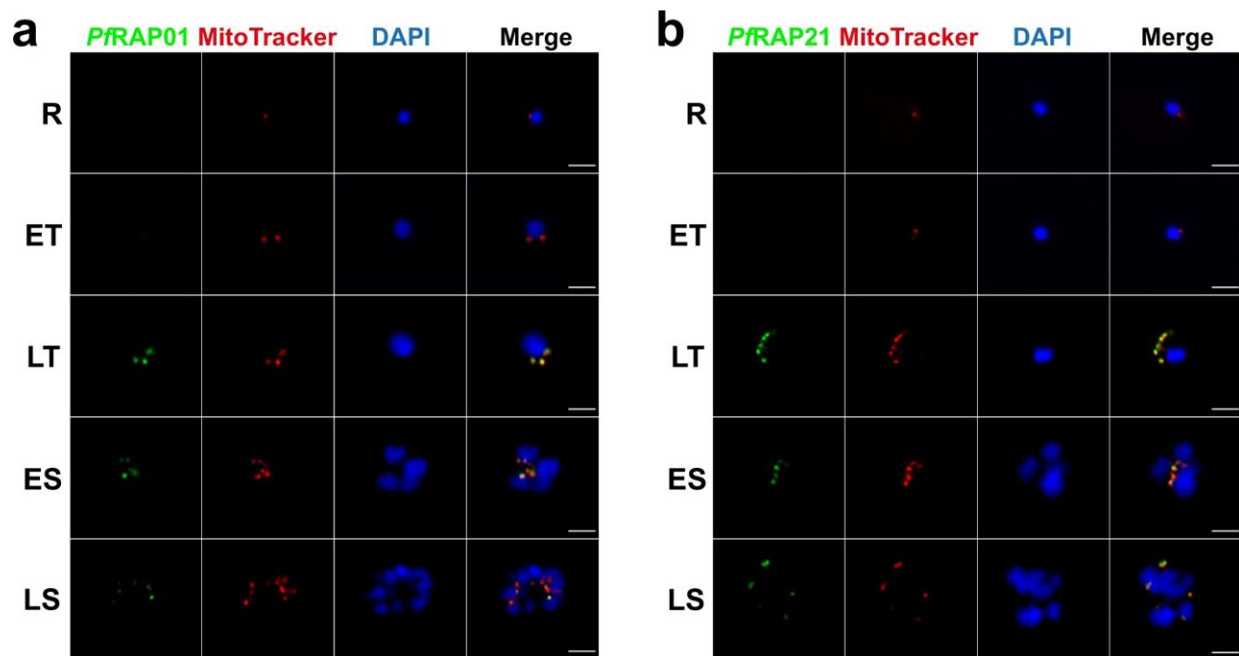 a PfRAP01 MitoTracker DAPI Merge
R
ET
LT
ES
LS
b PfRAP21 MitoTracker DAPI Merge
R
ET
LT
ES
LS